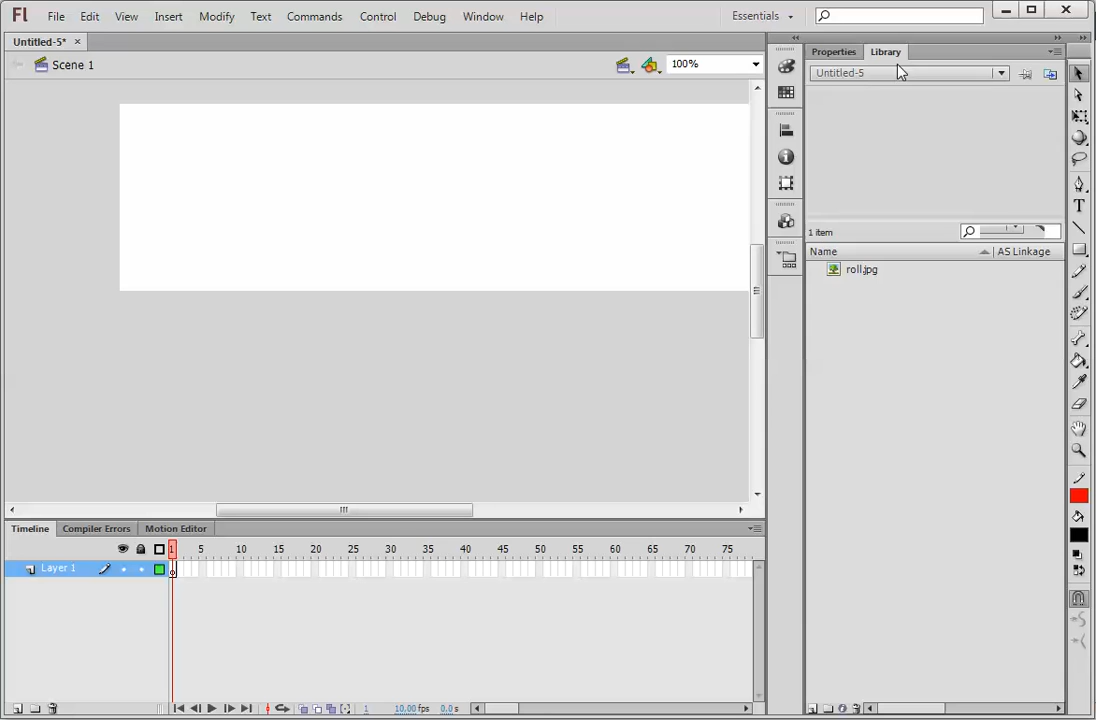 Fl File Edit View Insert Modify Text Commands Control Debug Window Help Essentials
Untitled-5* Properties Library
Scene 1 100% Untitled-5
1 item
Name AS Linkage
roll.jpg
Timeline Compiler Errors Motion Editor
1 5 10 15 20 25 30 35 40 45 50 55 60 65 70 75
Layer 1
1 10.00 fps 0.0 s